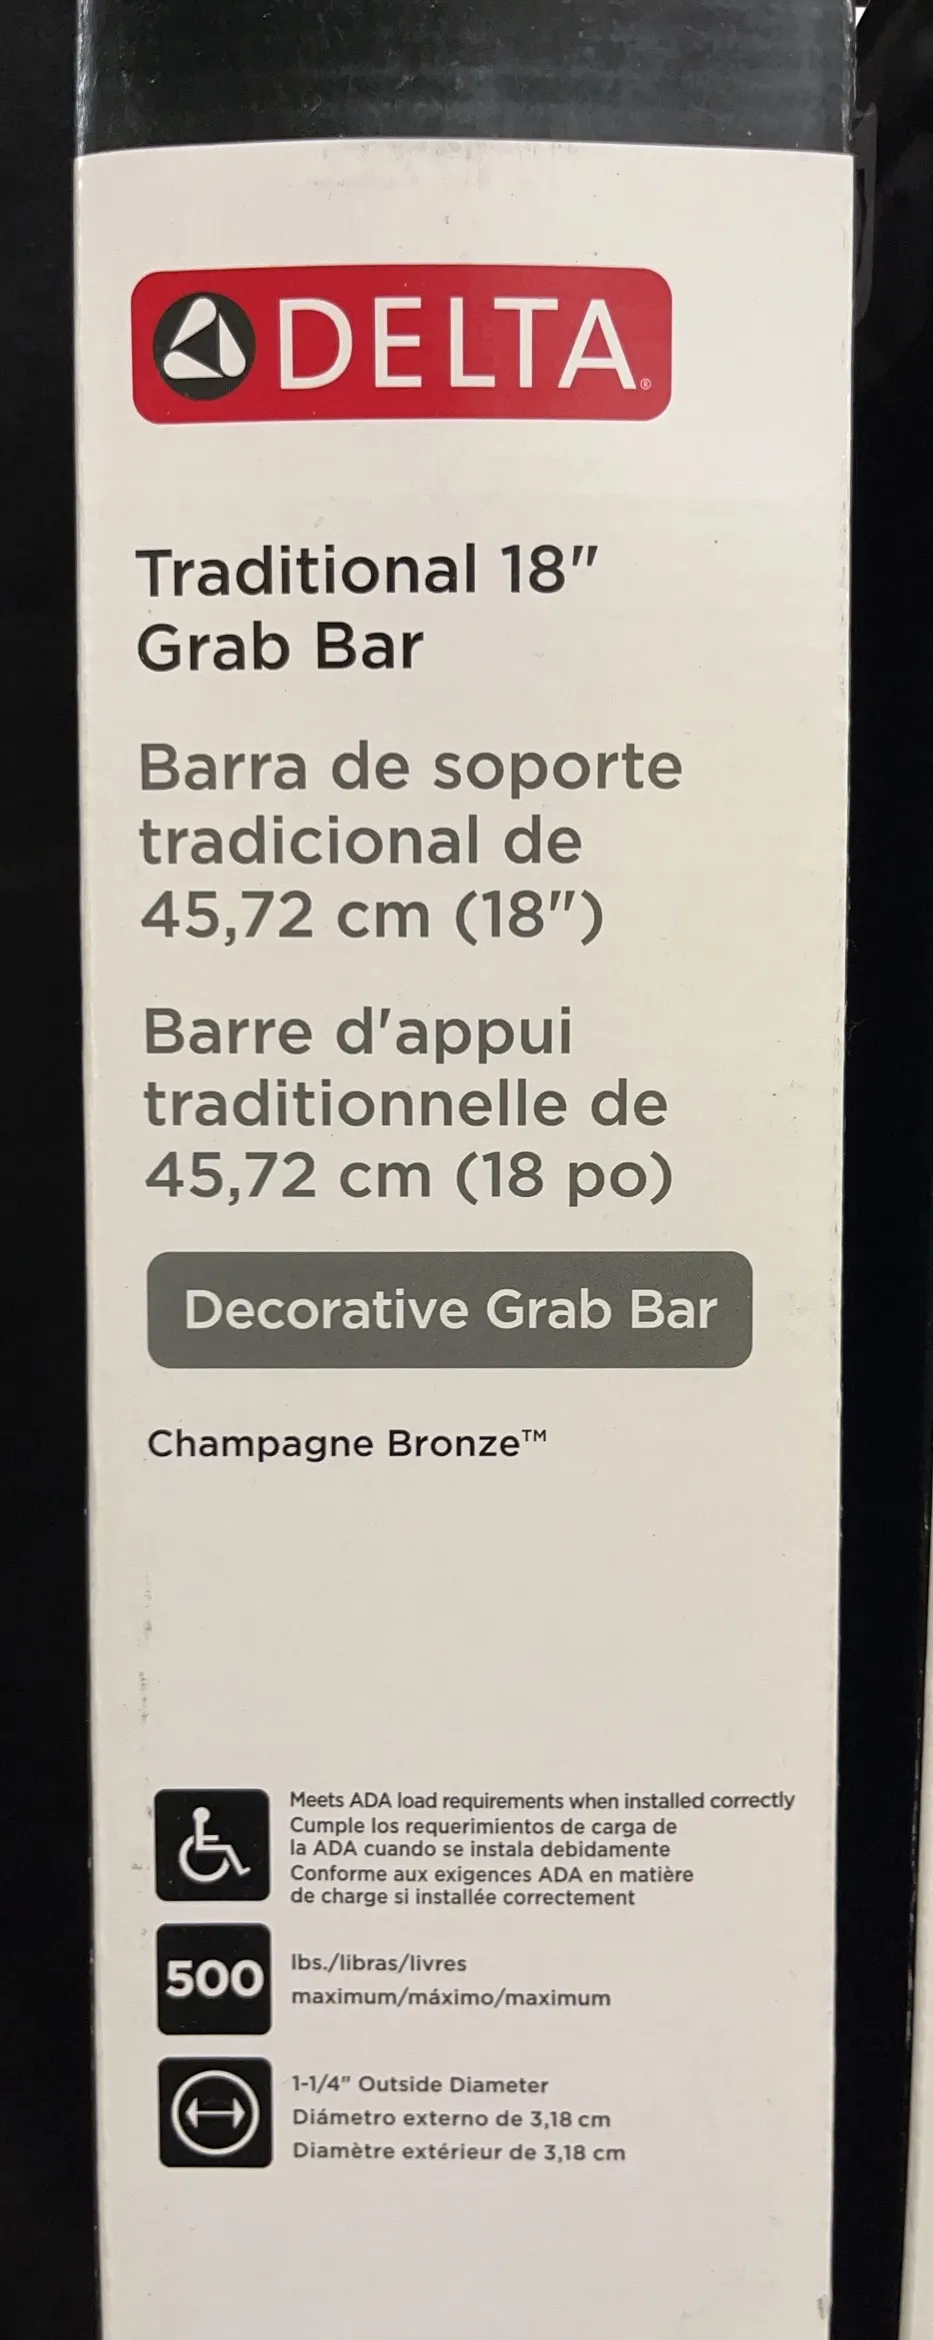 DELTA®
Traditional 18"
Grab Bar
Barra de soporte
tradicional de
45,72 cm (18")
Barre d'appui
traditionnelle de
45,72 cm (18 po)
Decorative Grab Bar
Champagne Bronze™
Meets ADA load requirements when installed correctly
Cumple los requerimientos de carga de
la ADA cuando se instala debidamente
Conforme aux exigences ADA en matière
de charge si installée correctement
500
lbs./libras/livres
maximum/máximo/maximum
1-1/4" Outside Diameter
Diámetro externo de 3,18 cm
Diamètre extérieur de 3,18 cm